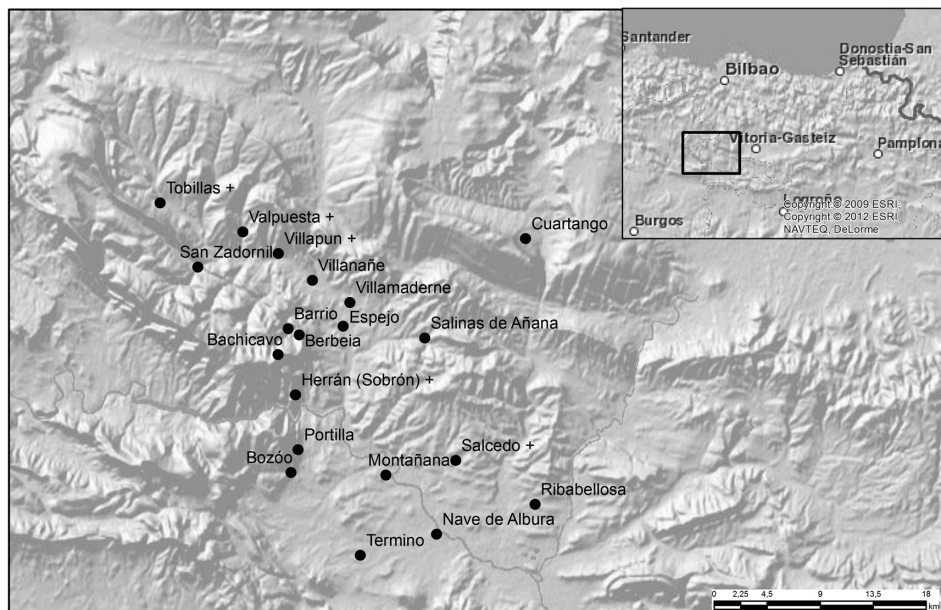 Santander
Donostia-San
Sebastián
Bilbao
Vitoria-Gasteiz
Pamplona
Logroño
Burgos
Copyright © 2009 ESRI,
Copyright © 2012 ESRI,
NAVTEQ, DeLorme
Tobillas +
Valpuesta +
Villapun +
San Zadornil
Cuartango
Villanañe
Villamaderne
Barrio
Espejo
Berbeia
Salinas de Añana
Bachicavo
Herrán (Sobrón) +
Portilla
Bozóo
Salcedo +
Montañana
Ribabellosa
Nave de Albura
Termino
0 2,25 4,5 9 13,5 18
km